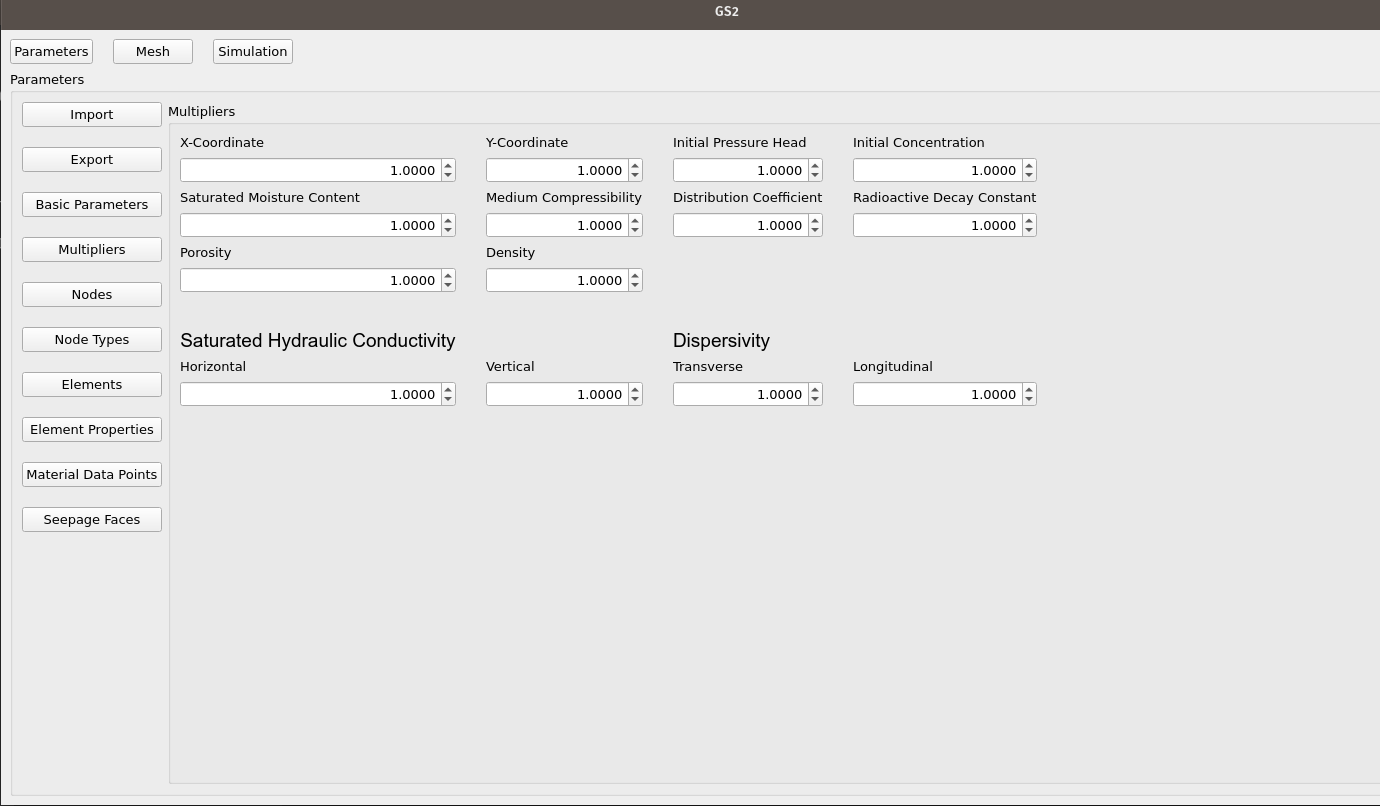 GS2
Parameters Mesh Simulation
Parameters
Import
Export
Basic Parameters
Multipliers
Nodes
Node Types
Elements
Element Properties
Material Data Points
Seepage Faces
Multipliers
X-Coordinate Y-Coordinate Initial Pressure Head Initial Concentration
1.0000 1.0000 1.0000 1.0000
Saturated Moisture Content Medium Compressibility Distribution Coefficient Radioactive Decay Constant
1.0000 1.0000 1.0000 1.0000
Porosity Density
1.0000 1.0000
Saturated Hydraulic Conductivity Dispersivity
Horizontal Vertical Transverse Longitudinal
1.0000 1.0000 1.0000 1.0000